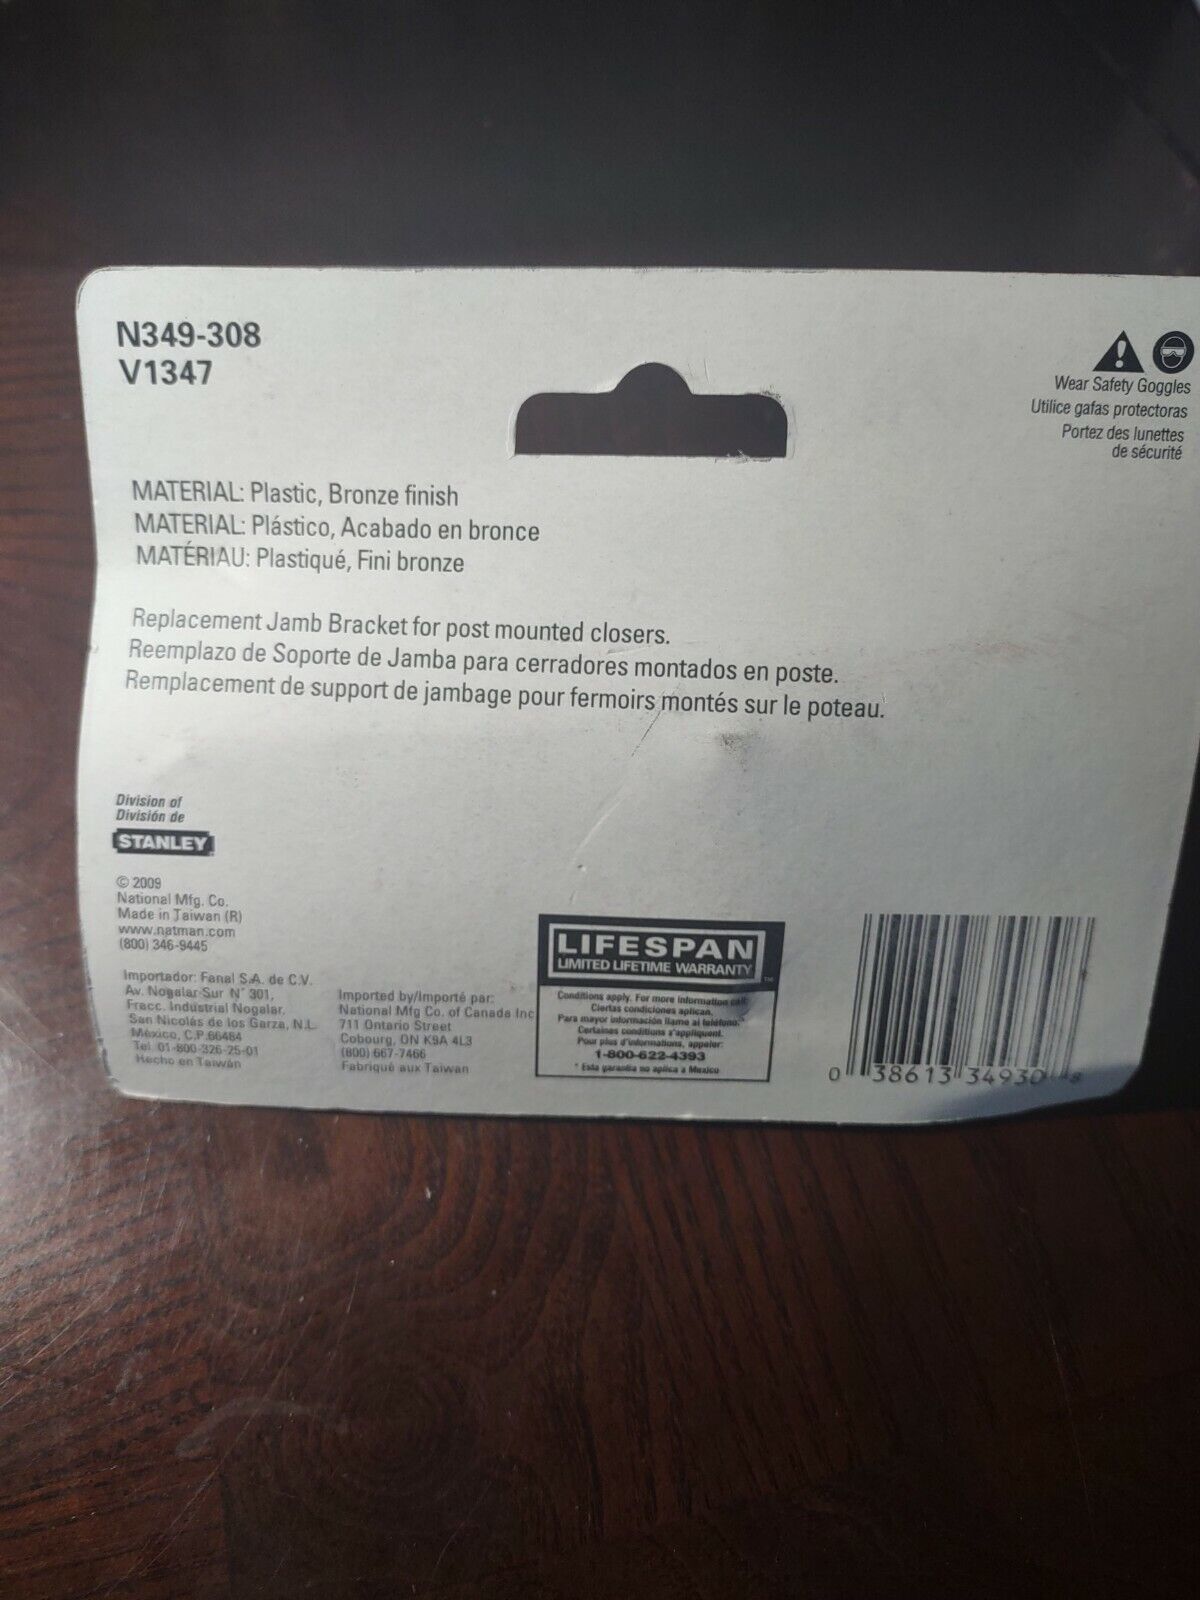 N349-308
V1347
Wear Safety Goggles
Utilice gafas protectoras
Portez des lunettes
de sécurité
MATERIAL: Plastic, Bronze finish
MATERIAL: Plástico, Acabado en bronce
MATÉRIAU: Plastiqué, Fini bronze
Replacement Jamb Bracket for post mounted closers.
Reemplazo de Soporte de Jamba para cerradores montados en poste.
Remplacement de support de jambage pour fermoirs montés sur le poteau.
Division of
División de
STANLEY
© 2009
National Mfg. Co.
Made in Taiwan (R)
www.natman.com
(800) 346-9445
Importador: Fanal S.A. de C.V.
Av. Nogalar Sur N° 301,
Fracc. Industrial Nogalar,
San Nicolás de los Garza, N.L.
México, C.P. 66484
Tel. 01-800-326-25-01
Hecho en Taiwán
Imported by/Importé par:
National Mfg Co. of Canada Inc
711 Ontario Street
Cobourg, ON K9A 4L3
(800) 667-7466
Fabriqué aux Taiwan
LIFESPAN
LIMITED LIFETIME WARRANTY
TM
Conditions apply. For more information call:
Ciertas condiciones aplican.
Para mayor información llame al teléfono:*
Certaines conditions s'appliquent.
Pour plus d'informations, appeler:
1-800-622-4393
* Esta garantía no aplica a Mexico
0 38613 34930 8